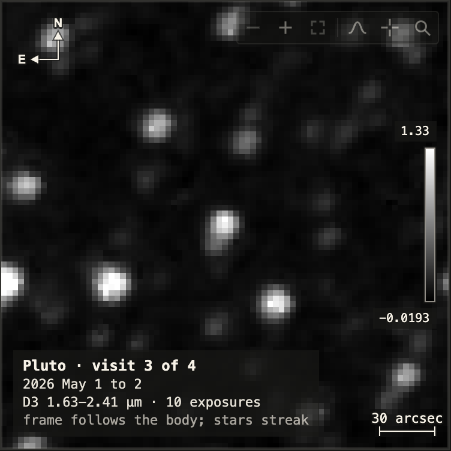 N
E
1.33
-0.0193
Pluto · visit 3 of 4
2026 May 1 to 2
D3 1.63–2.41 µm · 10 exposures
frame follows the body; stars streak
30 arcsec